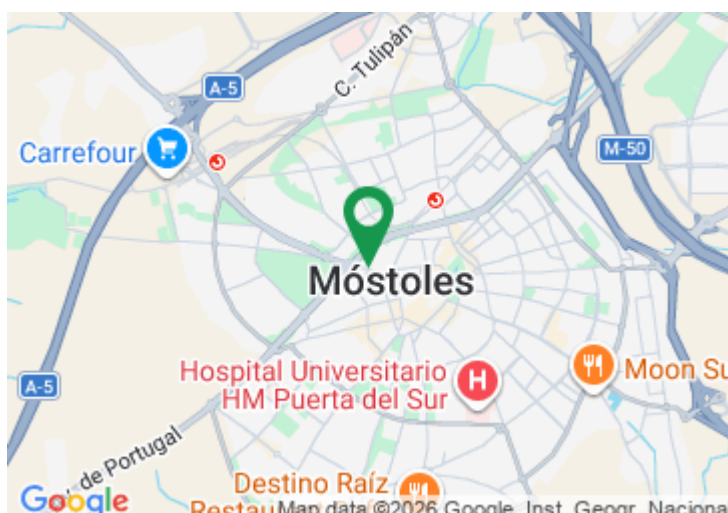 C. Tulipán
A-5
M-50
Carrefour
Móstoles
Hospital Universitario
HM Puerta del Sur
H
Moon Su
A-5
de Portugal
Destino Raíz
Google
Map data ©2026 Google, Inst. Geogr. Naciona